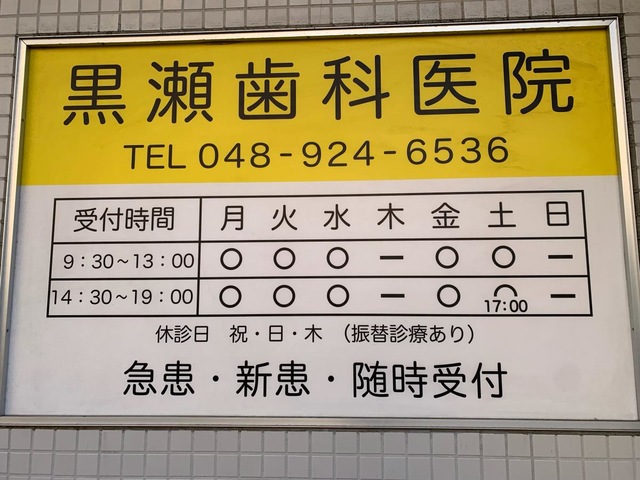 黒瀬歯科医院
TEL 048-924-6536
受付時間 月 火 水 木 金 土 日
9:30~13:00 ○ ○ ○ ー ○ ○ ー
14:30~19:00 ○ ○ ○ ー ○ ○ ー
17:00
休診日 祝・日・木 (振替診療あり)
急患・新患・随時受付